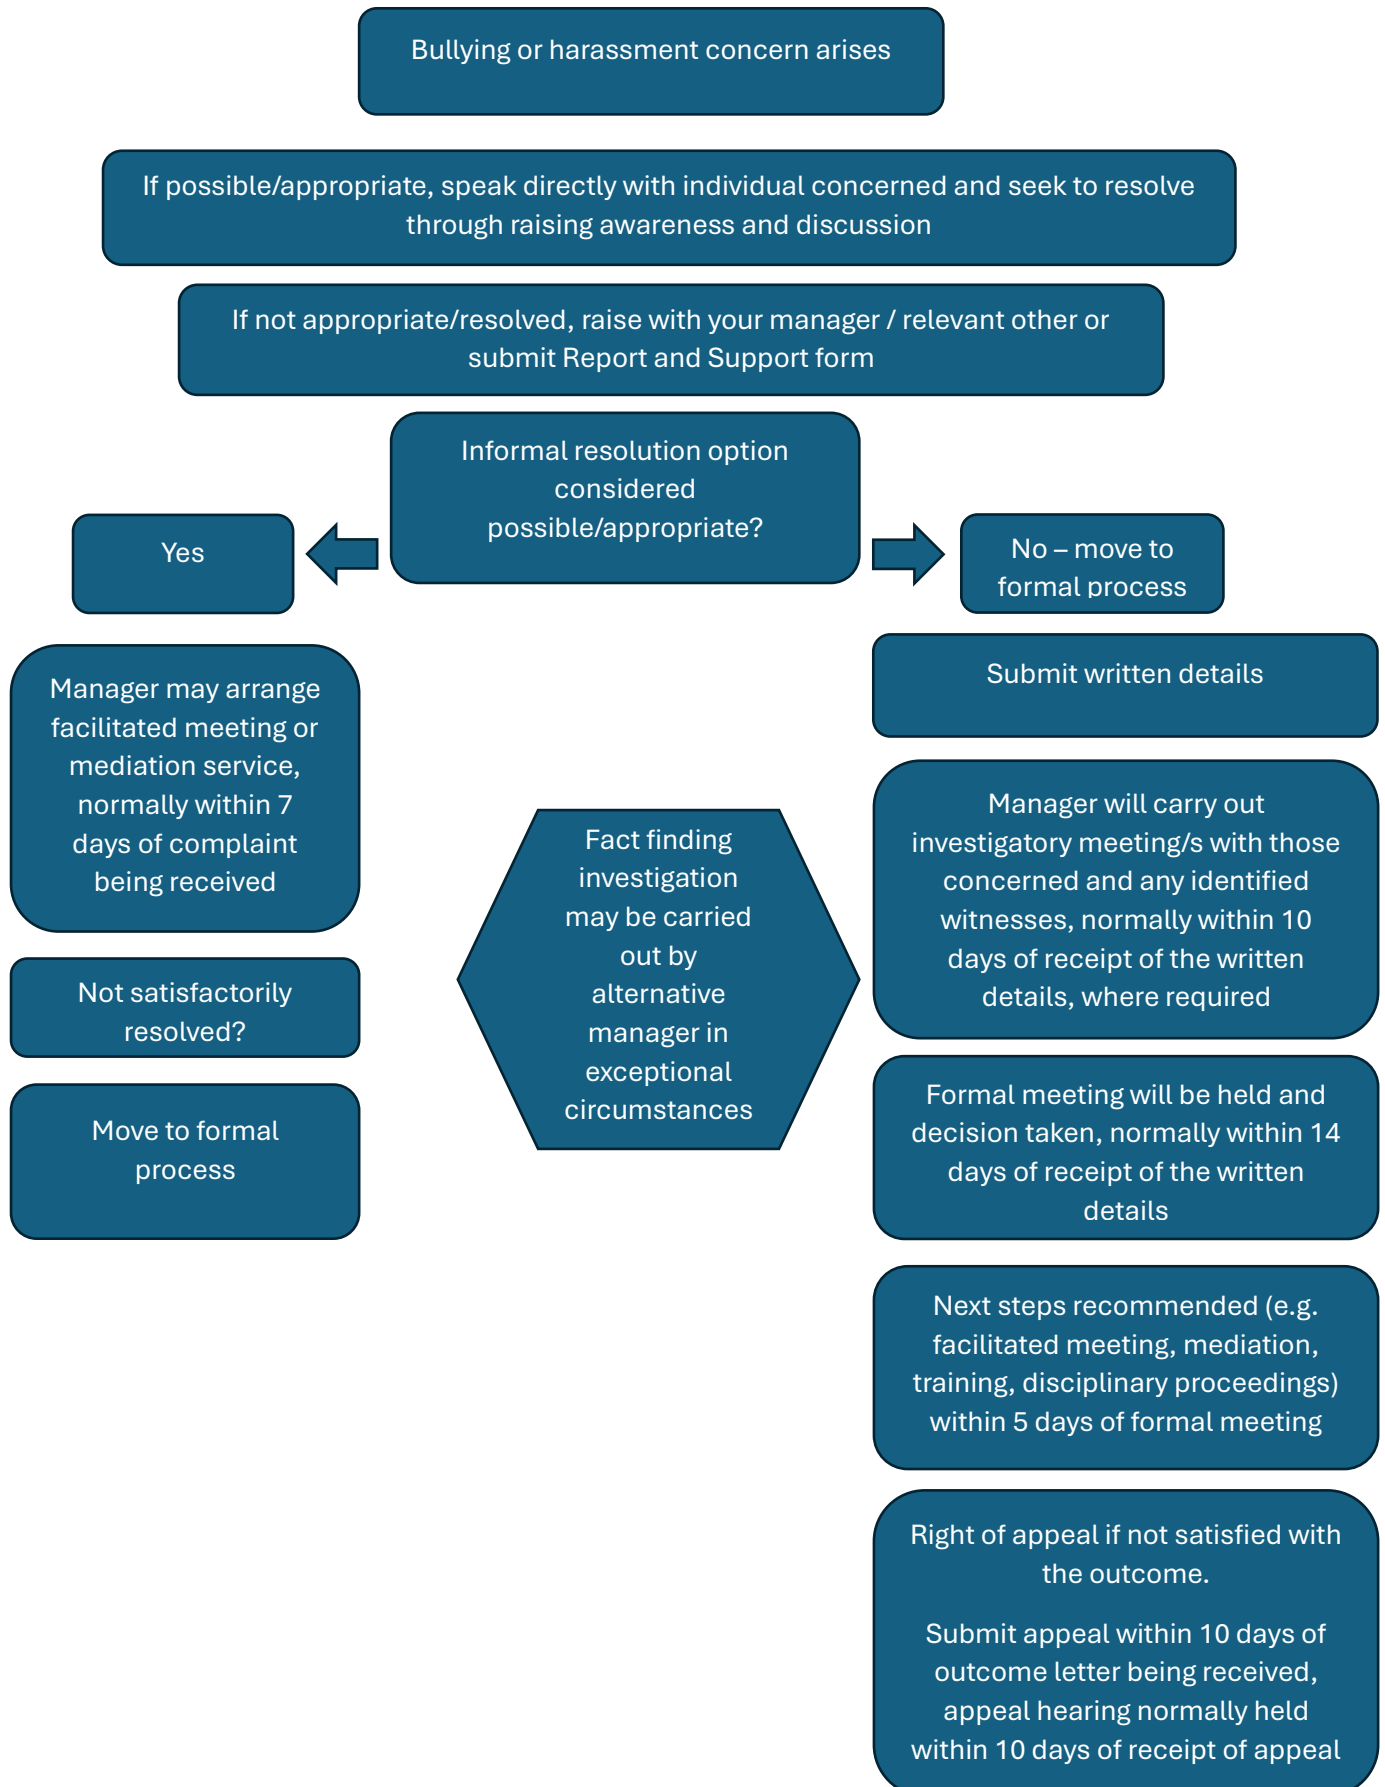 Bullying or harassment concern arises
If possible/appropriate, speak directly with individual concerned and seek to resolve
through raising awareness and discussion
If not appropriate/resolved, raise with your manager / relevant other or
submit Report and Support form
Informal resolution option
considered
possible/appropriate?
Yes
No – move to
formal process
Manager may arrange
facilitated meeting or
mediation service,
normally within 7
days of complaint
being received
Not satisfactorily
resolved?
Move to formal
process
Fact finding
investigation
may be carried
out by
alternative
manager in
exceptional
circumstances
Submit written details
Manager will carry out
investigatory meeting/s with those
concerned and any identified
witnesses, normally within 10
days of receipt of the written
details, where required
Formal meeting will be held and
decision taken, normally within 14
days of receipt of the written
details
Next steps recommended (e.g.
facilitated meeting, mediation,
training, disciplinary proceedings)
within 5 days of formal meeting
Right of appeal if not satisfied with
the outcome.
Submit appeal within 10 days of
outcome letter being received,
appeal hearing normally held
within 10 days of receipt of appeal